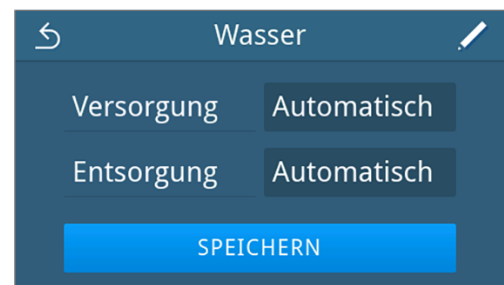 Wasser
Versorgung Automatisch
Entsorgung Automatisch
SPEICHERN